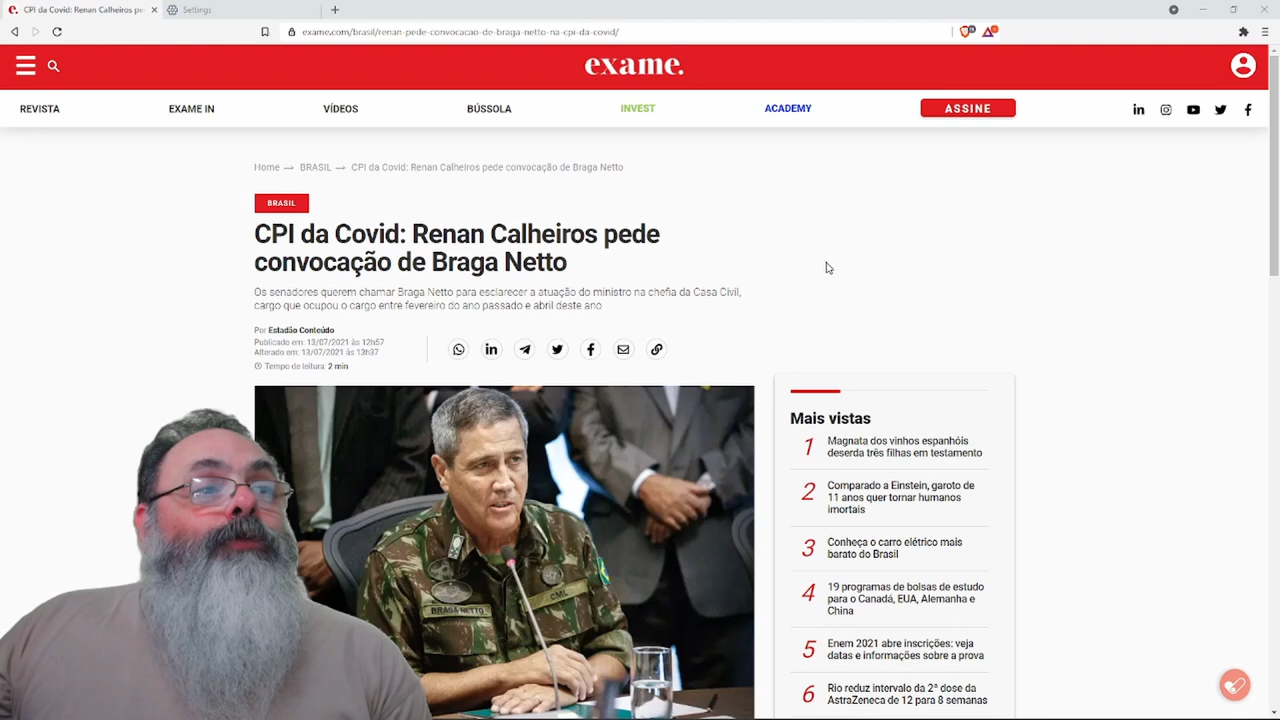 CPI da Covid: Renan Calheiros pe
Settings
exame.com/brasil/renan-pede-convocacao-de-braga-netto-na-cpi-da-covid/
exame.
REVISTA
EXAME IN
VÍDEOS
BÚSSOLA
INVEST
ACADEMY
ASSINE
Home → BRASIL → CPI da Covid: Renan Calheiros pede convocação de Braga Netto
BRASIL
CPI da Covid: Renan Calheiros pede
convocação de Braga Netto
Os senadores querem chamar Braga Netto para esclarecer a atuação do ministro na chefia da Casa Civil,
cargo que ocupou o cargo entre fevereiro do ano passado e abril deste ano
Por Estadão Conteúdo
Publicado em: 13/07/2021 às 12h57
Alterado em: 13/07/2021 às 13h37
Tempo de leitura: 2 min
BRAGA NETTO
CML
Mais vistas
1 Magnata dos vinhos espanhóis
deserda três filhas em testamento
2 Comparado a Einstein, garoto de
11 anos quer tornar humanos
imortais
3 Conheça o carro elétrico mais
barato do Brasil
4 19 programas de bolsas de estudo
para o Canadá, EUA, Alemanha e
China
5 Enem 2021 abre inscrições: veja
datas e informações sobre a prova
6 Rio reduz intervalo da 2ª dose da
AstraZeneca de 12 para 8 semanas